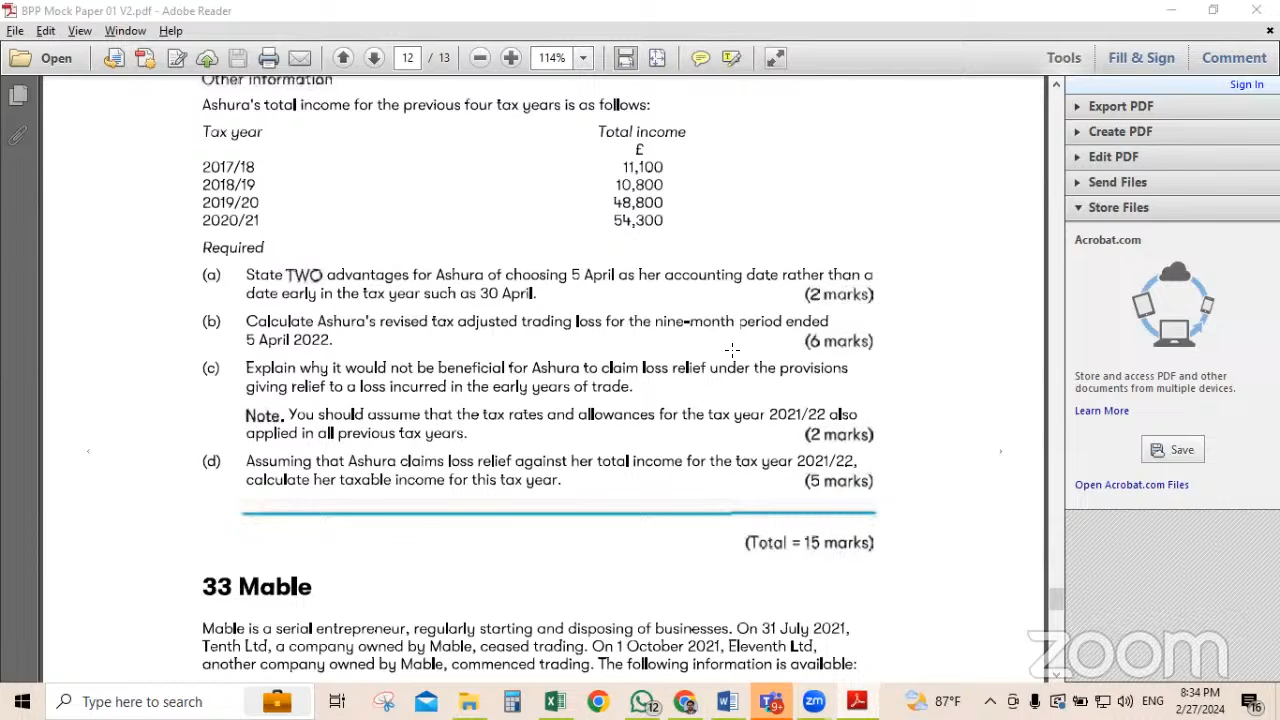 BPP Mock Paper 01 V2.pdf - Adobe Reader
File Edit View Window Help
Open 12 / 13 114% Tools Fill & Sign Comment
Sign In
Export PDF
Create PDF
Edit PDF
Send Files
Store Files
Acrobat.com
Store and access PDF and other
documents from multiple devices.
Learn More
Save
Open Acrobat.com Files
Other information
Ashura's total income for the previous four tax years is as follows:
Tax year Total income
£
2017/18 11,100
2018/19 10,800
2019/20 48,800
2020/21 54,300
Required
(a) State TWO advantages for Ashura of choosing 5 April as her accounting date rather than a
date early in the tax year such as 30 April. (2 marks)
(b) Calculate Ashura's revised tax adjusted trading loss for the nine-month period ended
5 April 2022. (6 marks)
(c) Explain why it would not be beneficial for Ashura to claim loss relief under the provisions
giving relief to a loss incurred in the early years of trade.
Note. You should assume that the tax rates and allowances for the tax year 2021/22 also
applied in all previous tax years. (2 marks)
(d) Assuming that Ashura claims loss relief against her total income for the tax year 2021/22,
calculate her taxable income for this tax year. (5 marks)
(Total = 15 marks)
33 Mable
Mable is a serial entrepreneur, regularly starting and disposing of businesses. On 31 July 2021,
Tenth Ltd, a company owned by Mable, ceased trading. On 1 October 2021, Eleventh Ltd,
another company owned by Mable, commenced trading. The following information is available:
zoom
Type here to search
12
9+
zm
87°F
ENG
8:34 PM
2/27/2024
16